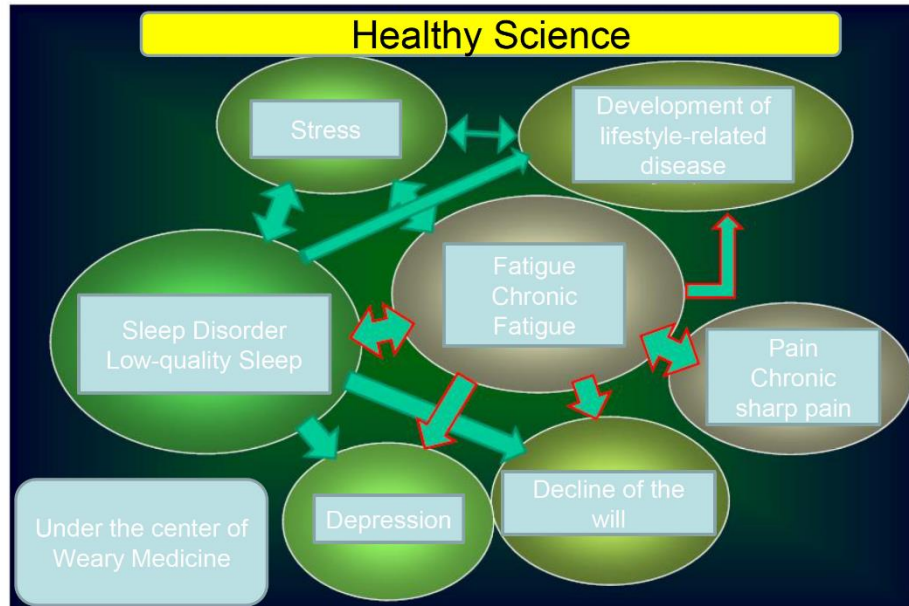 Healthy Science
Stress
Development of
lifestyle-related
disease
Fatigue
Chronic
Fatigue
Sleep Disorder
Low-quality Sleep
Pain
Chronic
sharp pain
Depression
Decline of the
will
Under the center of
Weary Medicine